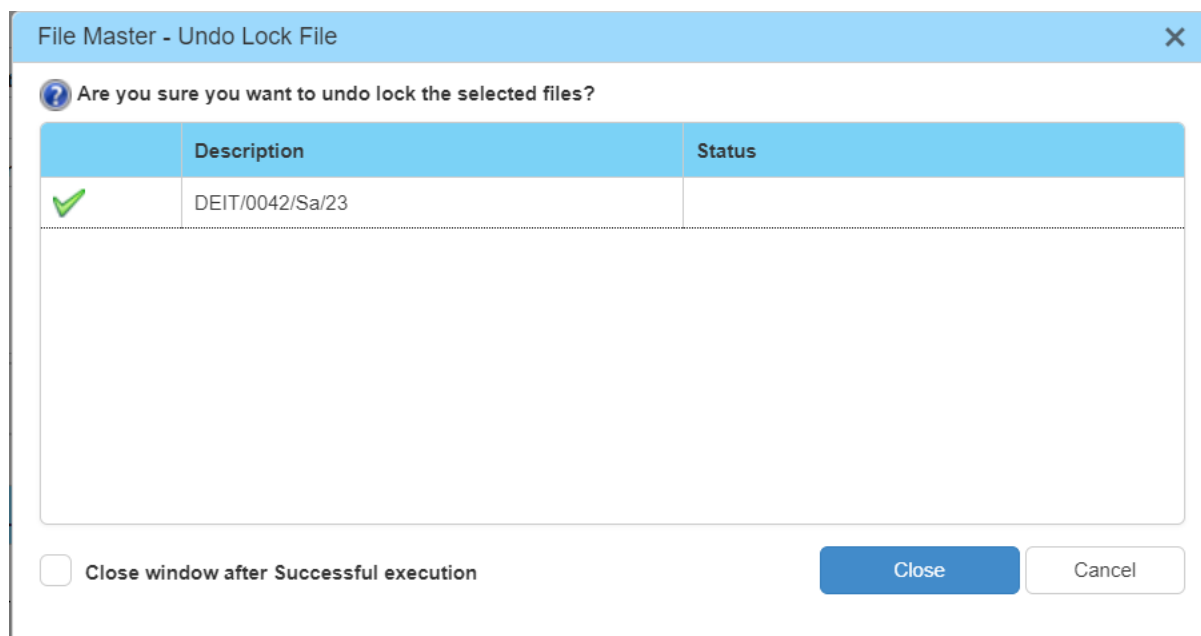 File Master - Undo Lock File
Are you sure you want to undo lock the selected files?
Description Status
DEIT/0042/Sa/23
Close window after Successful execution
Close Cancel